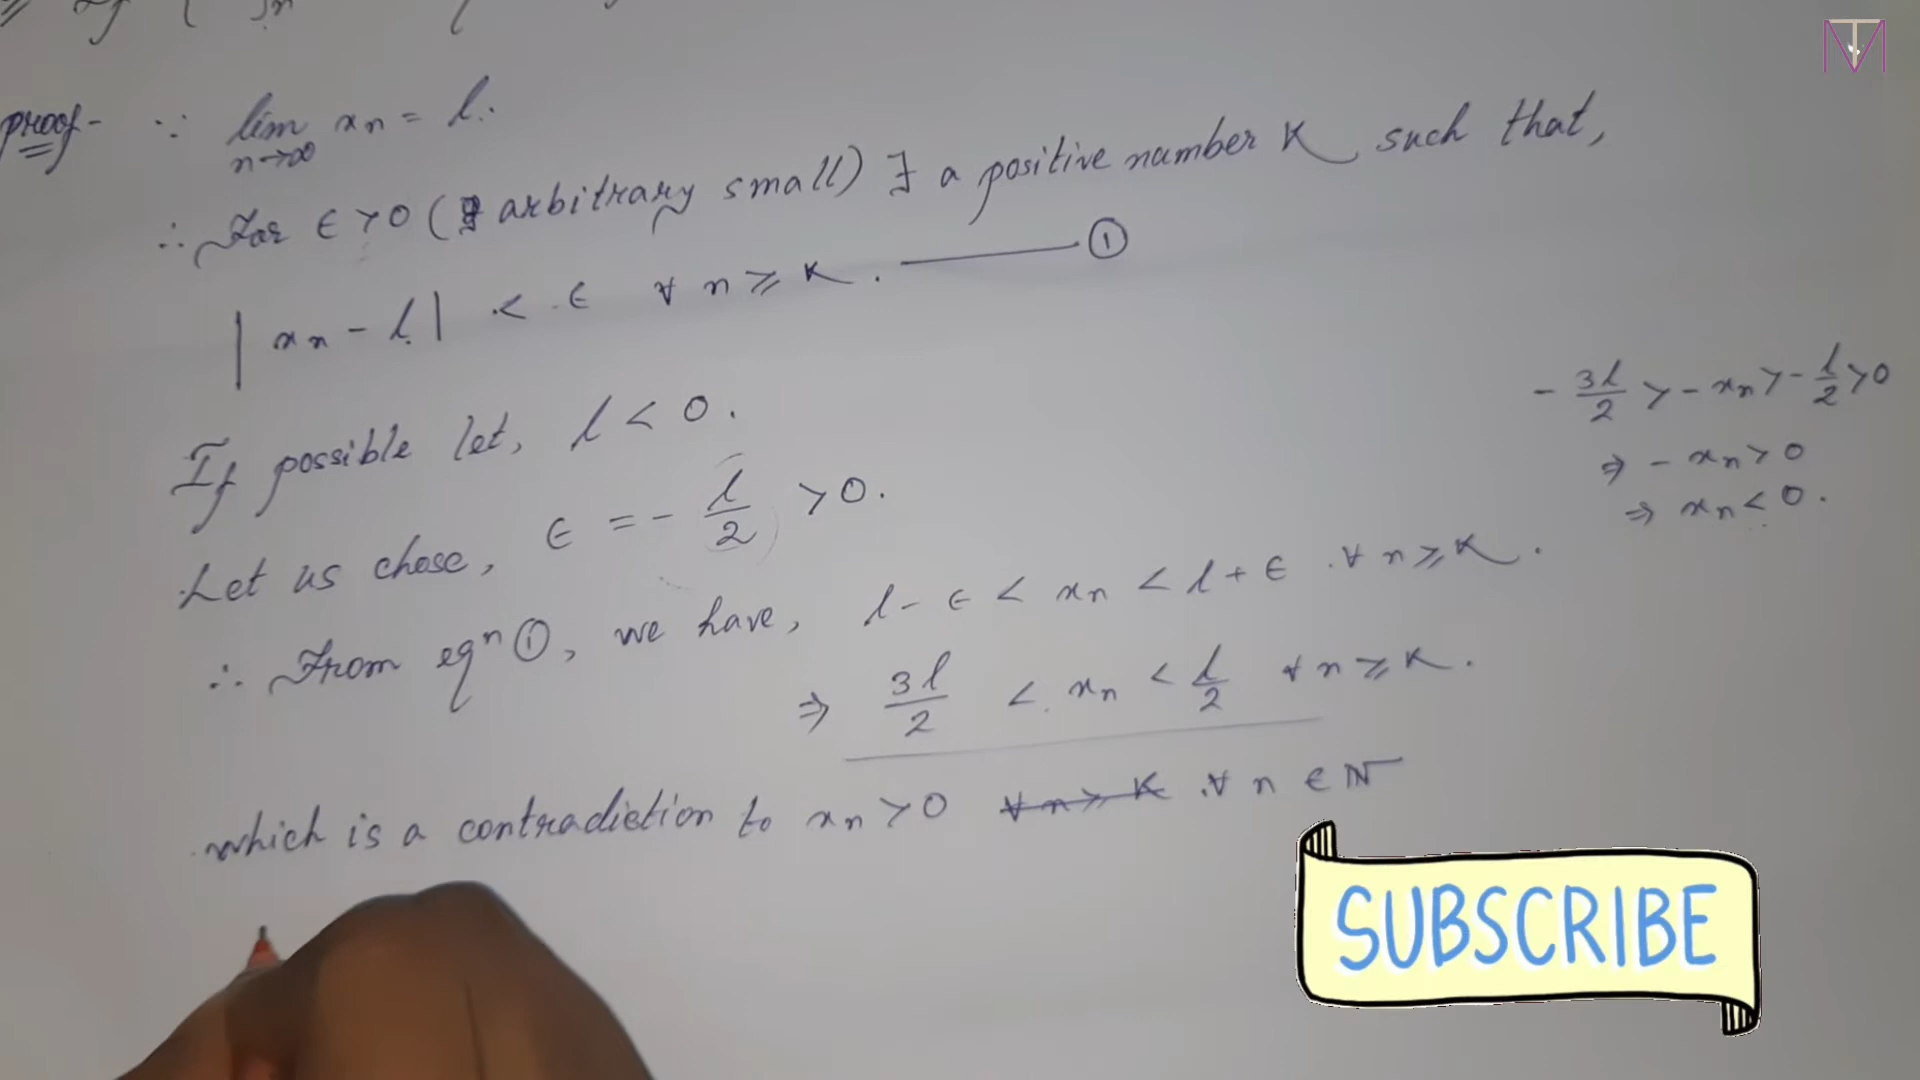 proof- ∵ lim xn = l.
n→∞
∴ For ϵ > 0 ( arbitrary small) ∃ a positive number K such that,
| xn - l | < ϵ ∀ n ≥ K. ——— ①
If possible let, l < 0.
Let us chose, ϵ = - l/2 > 0.
- 3l/2 > - xn > - l/2 > 0
⇒ - xn > 0
⇒ xn < 0.
∴ From eqn ①, we have, l - ϵ < xn < l + ϵ ∀ n ≥ K.
⇒ 3l/2 < xn < l/2 ∀ n ≥ K.
which is a contradiction to xn > 0 ∀ n ≥ K ∀ n ∈ N
SUBSCRIBE